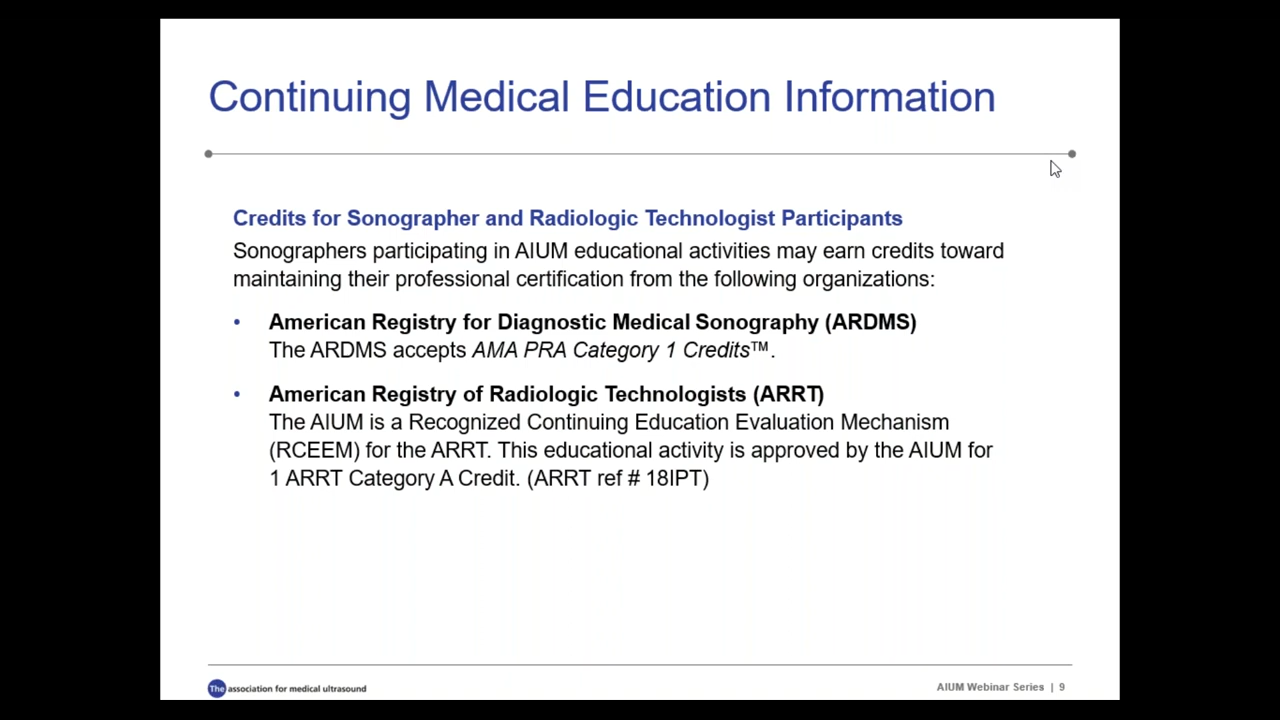 Continuing Medical Education Information
Credits for Sonographer and Radiologic Technologist Participants
Sonographers participating in AIUM educational activities may earn credits toward
maintaining their professional certification from the following organizations:
• American Registry for Diagnostic Medical Sonography (ARDMS)
The ARDMS accepts AMA PRA Category 1 Credits™.
• American Registry of Radiologic Technologists (ARRT)
The AIUM is a Recognized Continuing Education Evaluation Mechanism
(RCEEM) for the ARRT. This educational activity is approved by the AIUM for
1 ARRT Category A Credit. (ARRT ref # 18IPT)
The association for medical ultrasound
AIUM Webinar Series | 9